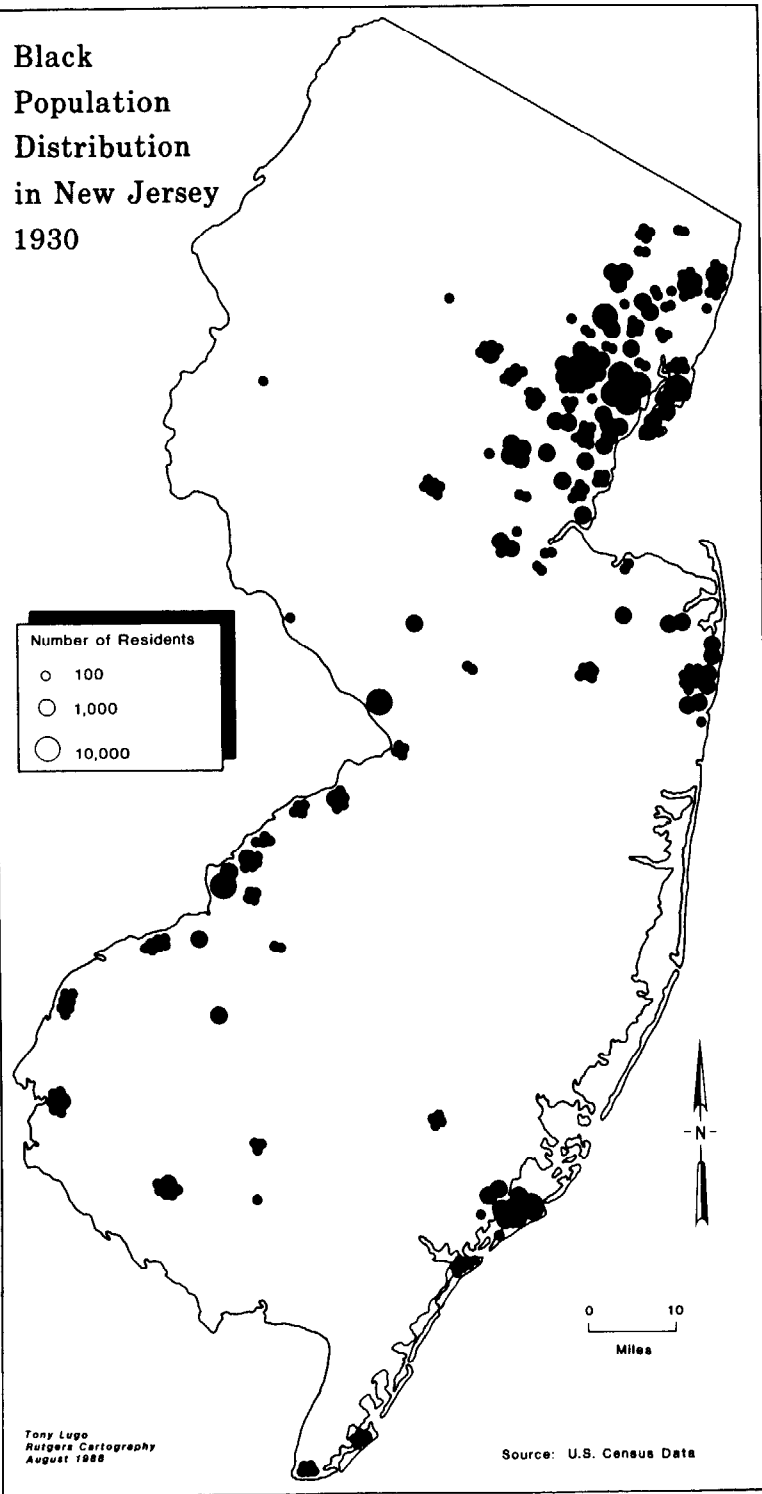 Black
Population
Distribution
in New Jersey
1930
Number of Residents
100
1,000
10,000
-N-
0 10
Miles
Tony Lugo
Rutgers Cartography
August 1988
Source: U.S. Census Data